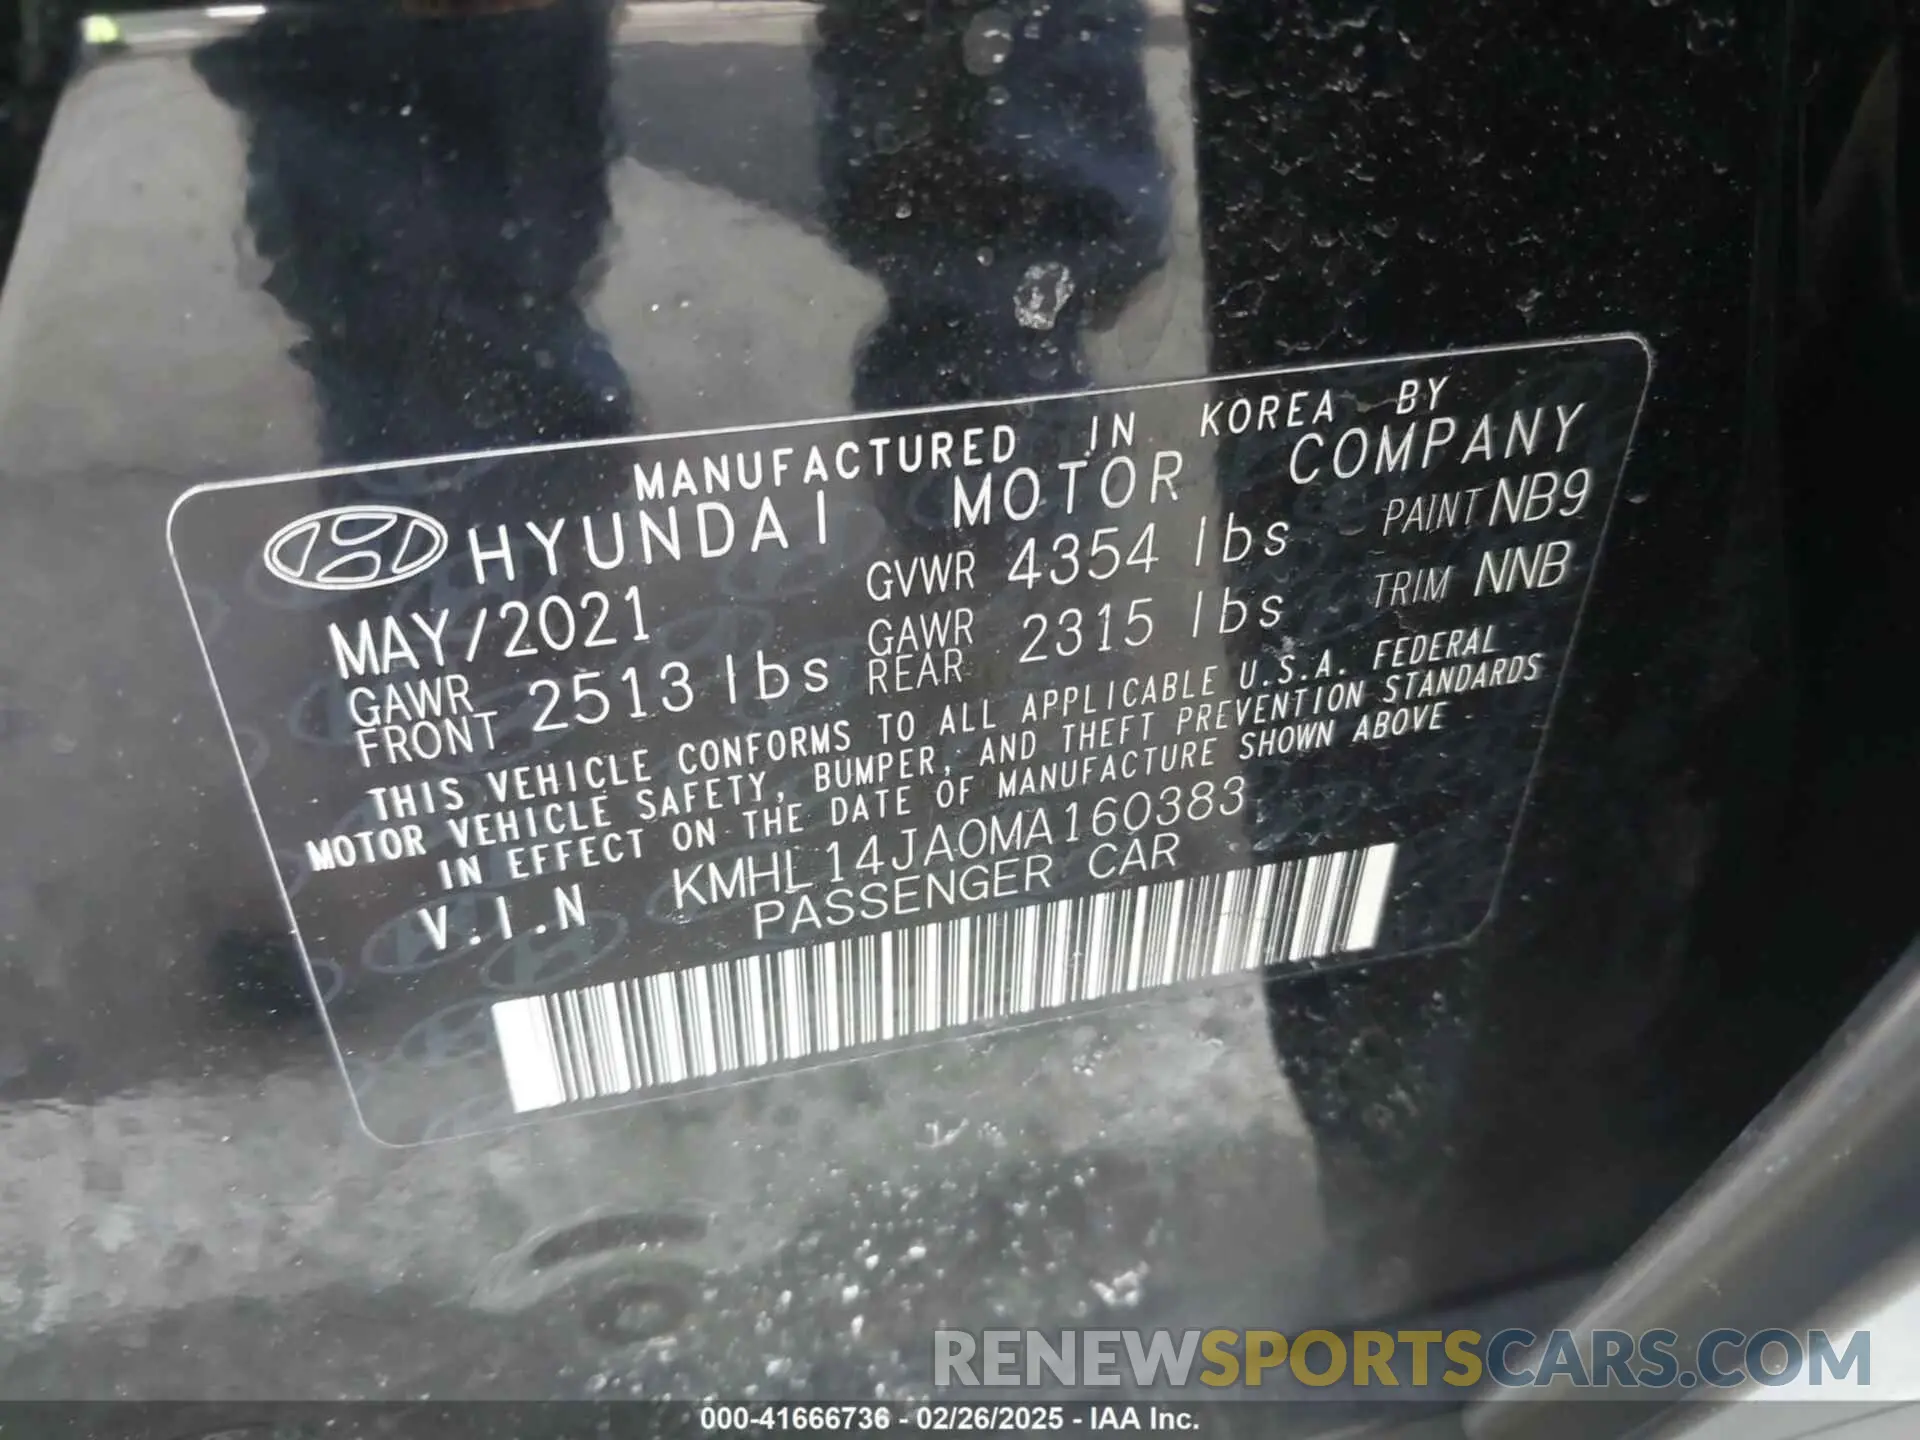 MANUFACTURED IN KOREA BY
HYUNDAI MOTOR COMPANY
MAY/2021 GVWR 4354 lbs PAINT NB9
GAWR FRONT 2513 lbs GAWR REAR 2315 lbs TRIM NNB
THIS VEHICLE CONFORMS TO ALL APPLICABLE U.S.A. FEDERAL
MOTOR VEHICLE SAFETY, BUMPER, AND THEFT PREVENTION STANDARDS
IN EFFECT ON THE DATE OF MANUFACTURE SHOWN ABOVE
V.I.N KMHL14JA0MA160383
PASSENGER CAR
RENEWSPORTSCARS.COM
000-41666736 - 02/26/2025 - IAA Inc.